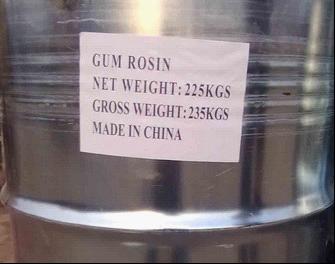 GUM ROSIN
NET WEIGHT: 225KGS
GROSS WEIGHT: 235KGS
MADE IN CHINA